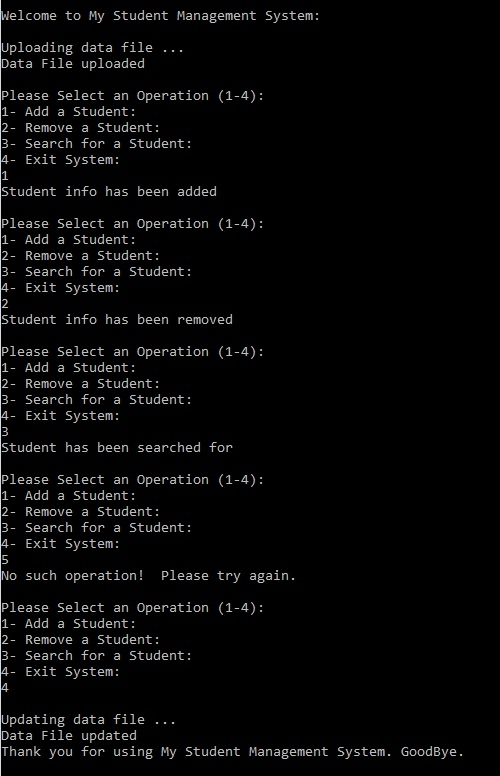 Welcome to My Student Management System:
Uploading data file ...
Data File uploaded
Please Select an Operation (1-4):
1- Add a Student:
2- Remove a Student:
3- Search for a Student:
4- Exit System:
1
Student info has been added
Please Select an Operation (1-4):
1- Add a Student:
2- Remove a Student:
3- Search for a Student:
4- Exit System:
2
Student info has been removed
Please Select an Operation (1-4):
1- Add a Student:
2- Remove a Student:
3- Search for a Student:
4- Exit System:
3
Student has been searched for
Please Select an Operation (1-4):
1- Add a Student:
2- Remove a Student:
3- Search for a Student:
4- Exit System:
5
No such operation!  Please try again.
Please Select an Operation (1-4):
1- Add a Student:
2- Remove a Student:
3- Search for a Student:
4- Exit System:
4
Updating data file ...
Data File updated
Thank you for using My Student Management System. GoodBye.